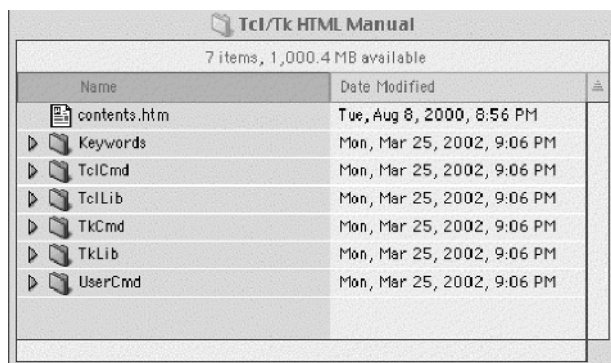 Tcl/Tk HTML Manual
7 items, 1,000.4 MB available
Name Date Modified
contents.htm Tue, Aug 8, 2000, 8:56 PM
Keywords Mon, Mar 25, 2002, 9:06 PM
TclCmd Mon, Mar 25, 2002, 9:06 PM
TclLib Mon, Mar 25, 2002, 9:06 PM
TkCmd Mon, Mar 25, 2002, 9:06 PM
TkLib Mon, Mar 25, 2002, 9:06 PM
UserCmd Mon, Mar 25, 2002, 9:06 PM